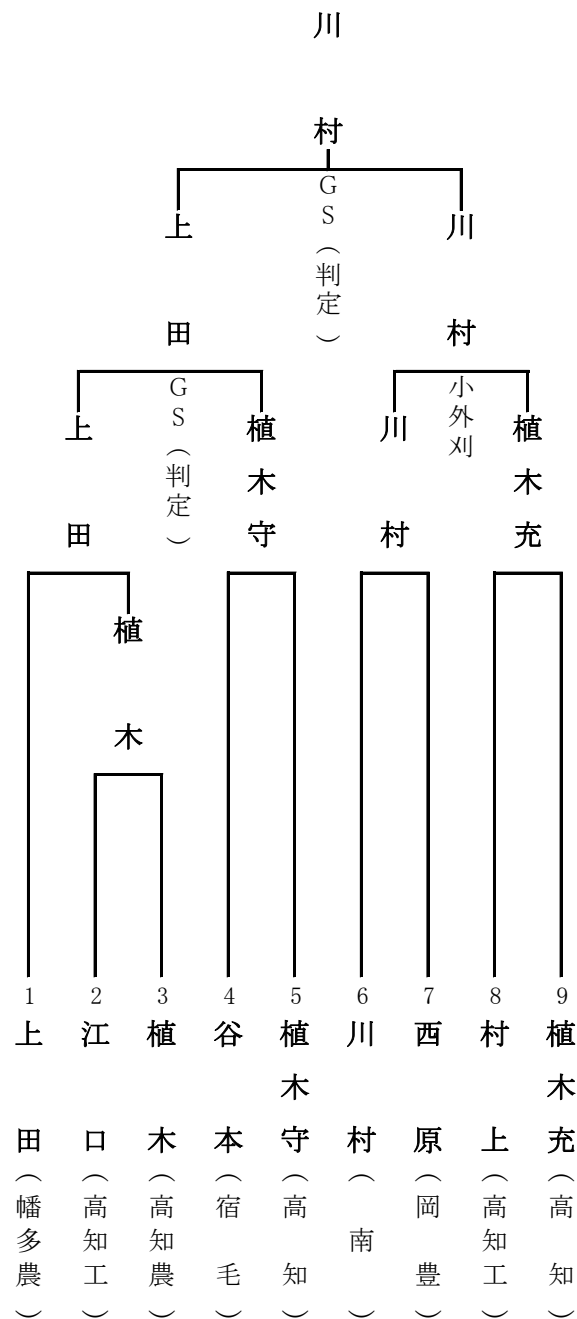 川村
GS（判定）
上田
川村
GS（判定）
小外刈
上田
植木守
川村
植木充
植木
1
2
3
4
5
6
7
8
9
上田（幡多農）
江口（高知工）
植木（高知農）
谷本（宿毛）
植木守（高知）
川村（南）
西原（岡豊）
村上（高知工）
植木充（高知）